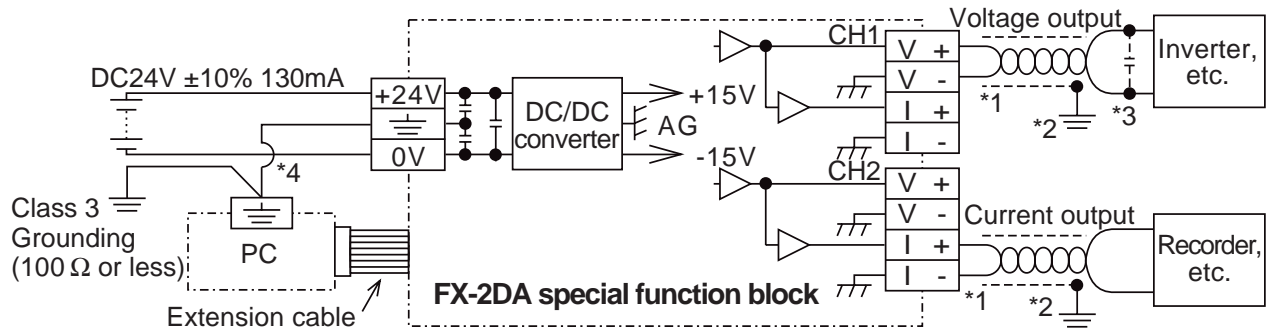 DC24V ±10% 130mA
+24V
0V
*4
DC/DC
converter
+15V
AG
-15V
CH1
V +
V -
I +
I -
CH2
V +
V -
I +
I -
Voltage output
*1
*2
*3
Inverter,
etc.
Current output
*1
*2
Recorder,
etc.
Class 3
Grounding
(100 Ω or less)
PC
Extension cable
FX-2DA special function block